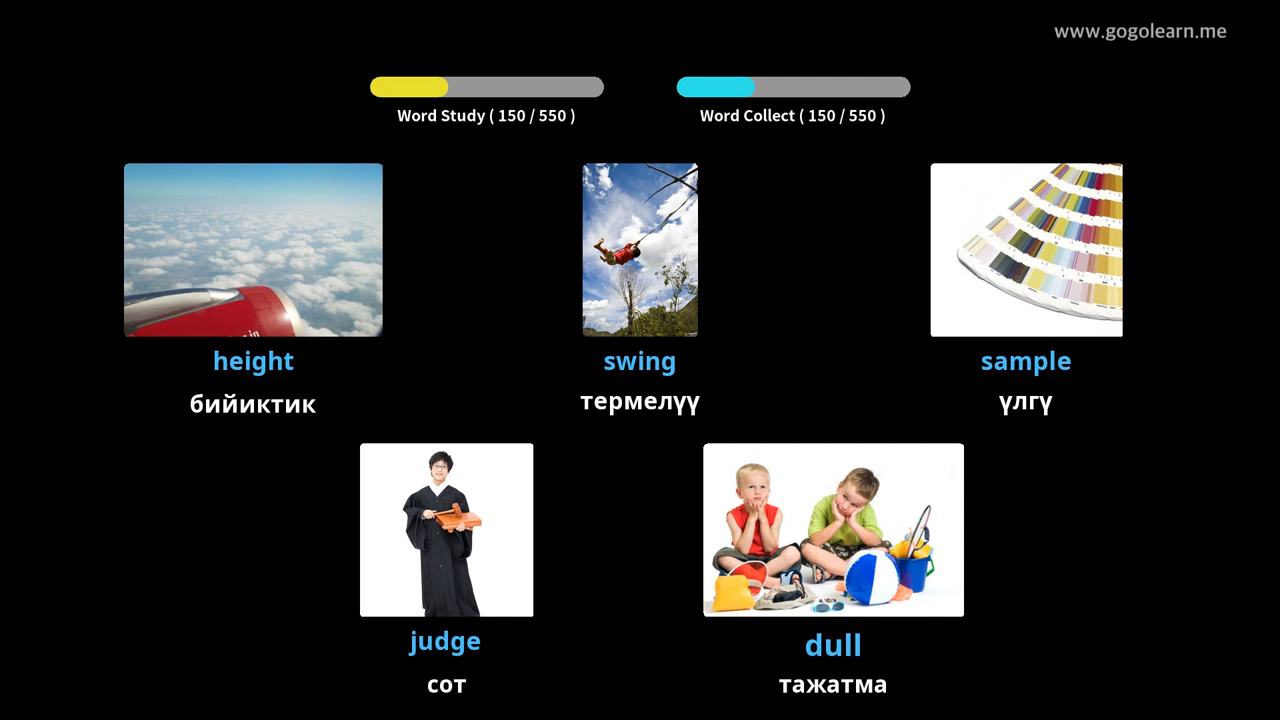 www.gogolearn.me
Word Study ( 150 / 550 )
Word Collect ( 150 / 550 )
height
swing
sample
бийиктик
термелүү
үлгү
judge
dull
сот
тажатма